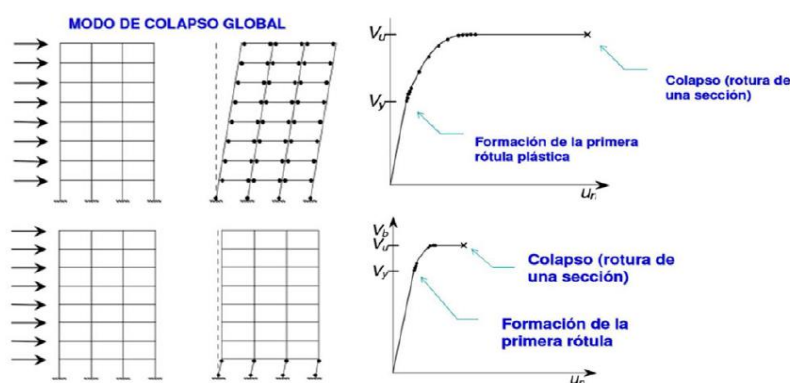 MODO DE COLAPSO GLOBAL
Vu
Vy
Colapso (rotura de
una sección)
Formación de la primera
rótula plástica
un
Vb
Vu
Vy
Colapso (rotura de
una sección)
Formación de la
primera rótula
un